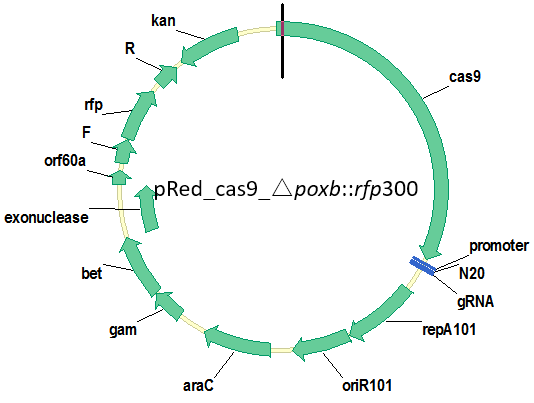 kan
R
cas9
rfp
F
orf60a
pRed_cas9_△poxb::rfp300
exonuclease
promoter
N20
bet
gRNA
gam
repA101
araC
oriR101